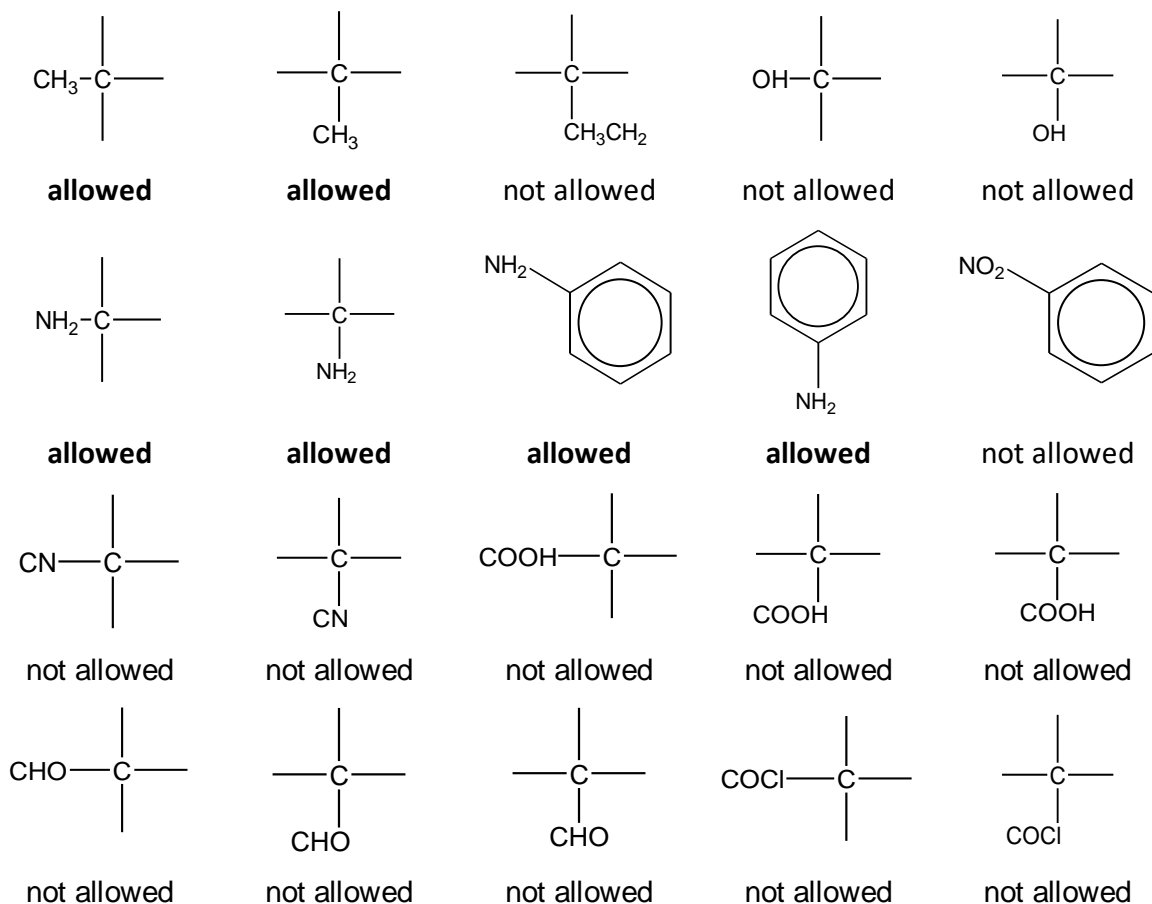 CH₃ C C C OH C C
CH₃ CH₃CH₂ OH
allowed allowed not allowed not allowed not allowed
NH₂ C C NH₂ NO₂
NH₂ NH₂
allowed allowed allowed allowed not allowed
CN C C COOH C C C
CN COOH COOH
not allowed not allowed not allowed not allowed not allowed
CHO C C C COCl C C
CHO CHO COCl
not allowed not allowed not allowed not allowed not allowed